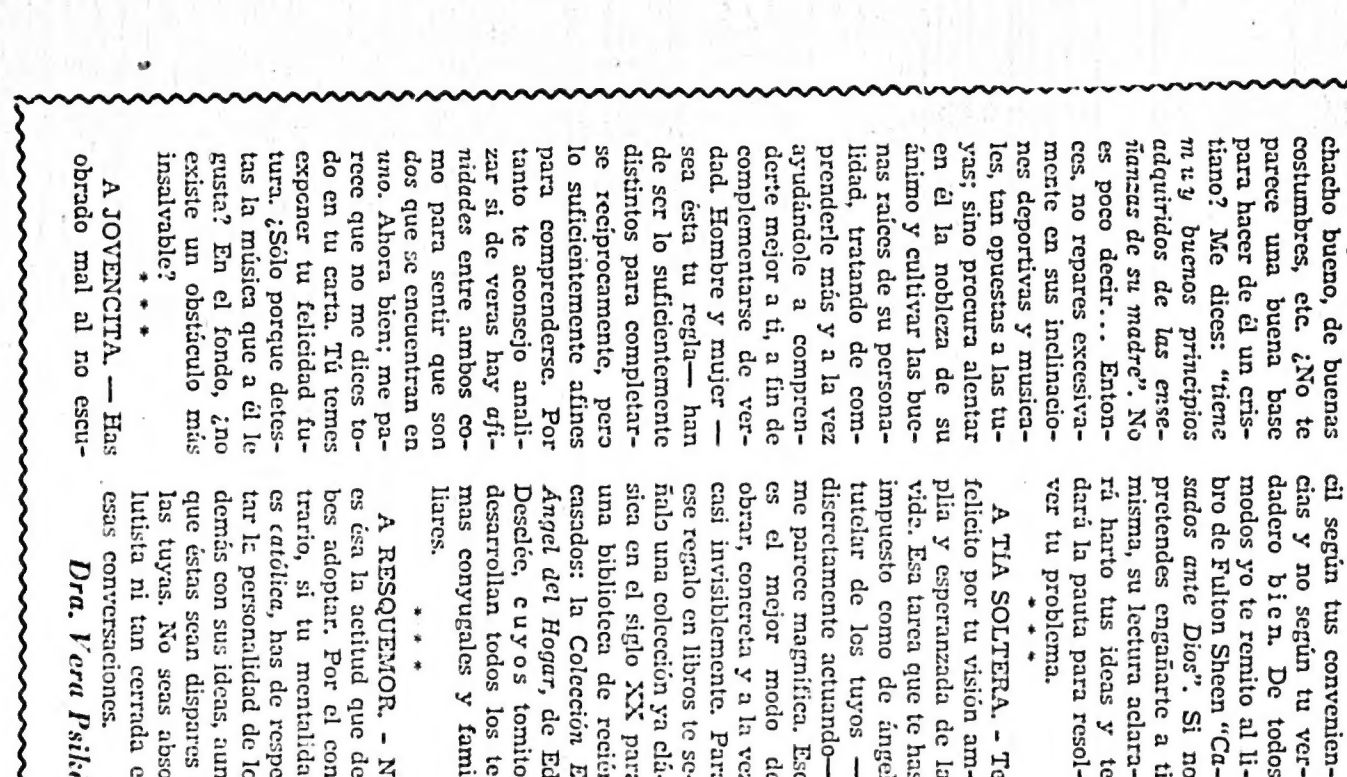 chacho bueno, de buenas
costumbres, etc. ¿No te
parece una buena base
para hacer de él un cris-
tiano? Me dices: "tiene
muy buenos principios
adquiridos de las ense-
ñanzas de su madre". No
es poco decir... Enton-
ces, no repares excesiva-
mente en sus inclinacio-
nes deportivas y musica-
les, tan opuestas a las tu-
yas; sino procura alentar
en él la nobleza de su
ánimo y cultivar las bue-
nas raíces de su persona-
lidad, tratando de com-
prenderle más y a la vez
ayudándole a compren-
derte mejor a ti, a fin de
complementarse de ver-
dad. Hombre y mujer —
sea ésta tu regla— han
de ser lo suficientemente
distintos para completar-
se recíprocamente, pero
lo suficientemente afines
para comprenderse. Por
tanto te aconsejo anali-
zar si de veras hay afi-
nidades entre ambos co-
mo para sentir que son
dos que se encuentran en
uno. Ahora bien; me pa-
rece que no me dices to-
do en tu carta. Tú temes
exponer tu felicidad fu-
tura. ¿Sólo porque detes-
tas la música que a él le
gusta? En el fondo, ¿no
existe un obstáculo más
insalvable?
* * *
A JOVENCITA. — Has
obrado mal al no escu-
cil según tus convenien-
cias y no según tu ver-
dadero bien. De todos
modos yo te remito al li-
bro de Fulton Sheen "Ca-
sados ante Dios". Si no
pretendes engañarte a ti
misma, su lectura aclara-
rá harto tus ideas y te
dará la pauta para resol-
ver tu problema.
* * *
A TÍA SOLTERA. - Te
felicito por tu visión am-
plia y esperanzada de la
vida. Esa tarea que te has
impuesto como de ángel
tutelar de los tuyos —
discretamente actuando—
me parece magnífica. Ese
es el mejor modo de
obrar, concreta y a la vez
casi invisiblemente. Para
ese regalo en libros te se-
ñalo una colección ya clá-
sica en el siglo XX para
una biblioteca de recién
casados: la Colección E
Ángel del Hogar, de Ed
Desclée, cuyos tomito
desarrollan todos los te
mas conyugales y fami
liares.
* * *
A RESQUEMOR. - N
es ésa la actitud que de
bes adoptar. Por el con
trario, si tu mentalida
es católica, has de respe
tar la personalidad de lo
demás con sus ideas, aun
que éstas sean dispares
las tuyas. No seas abso
lutista ni tan cerrada e
esas conversaciones.
Dra. Vera Psik